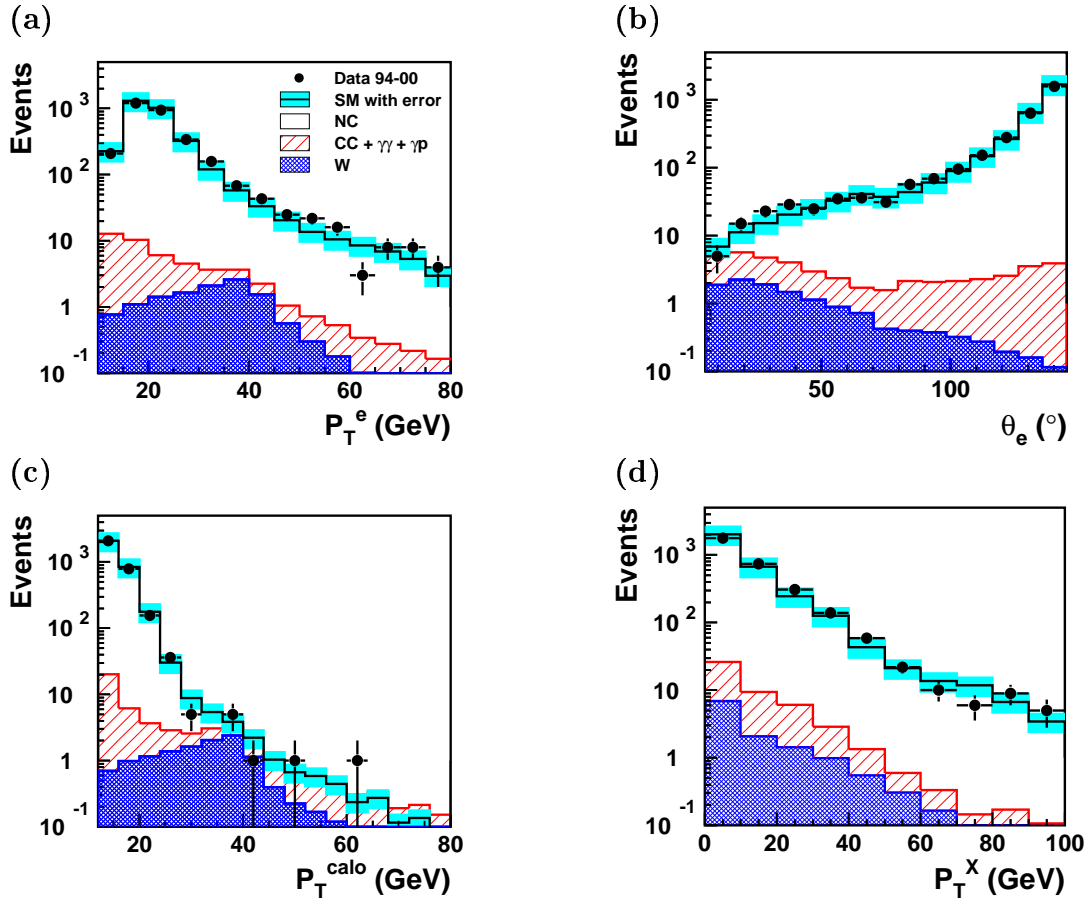 (a)
Events
10 3
10 2
10
1
10 -1
20 40 60 80
P_T^e (GeV)
Data 94-00
SM with error
NC
CC + γγ + γp
W
(b)
Events
10 3
10 2
10
1
10 -1
50 100
θ_e (°)
(c)
Events
10 3
10 2
10
1
10 -1
20 40 60 80
P_T^calo (GeV)
(d)
Events
10 3
10 2
10
1
10 -1
0 20 40 60 80 100
P_T^X (GeV)